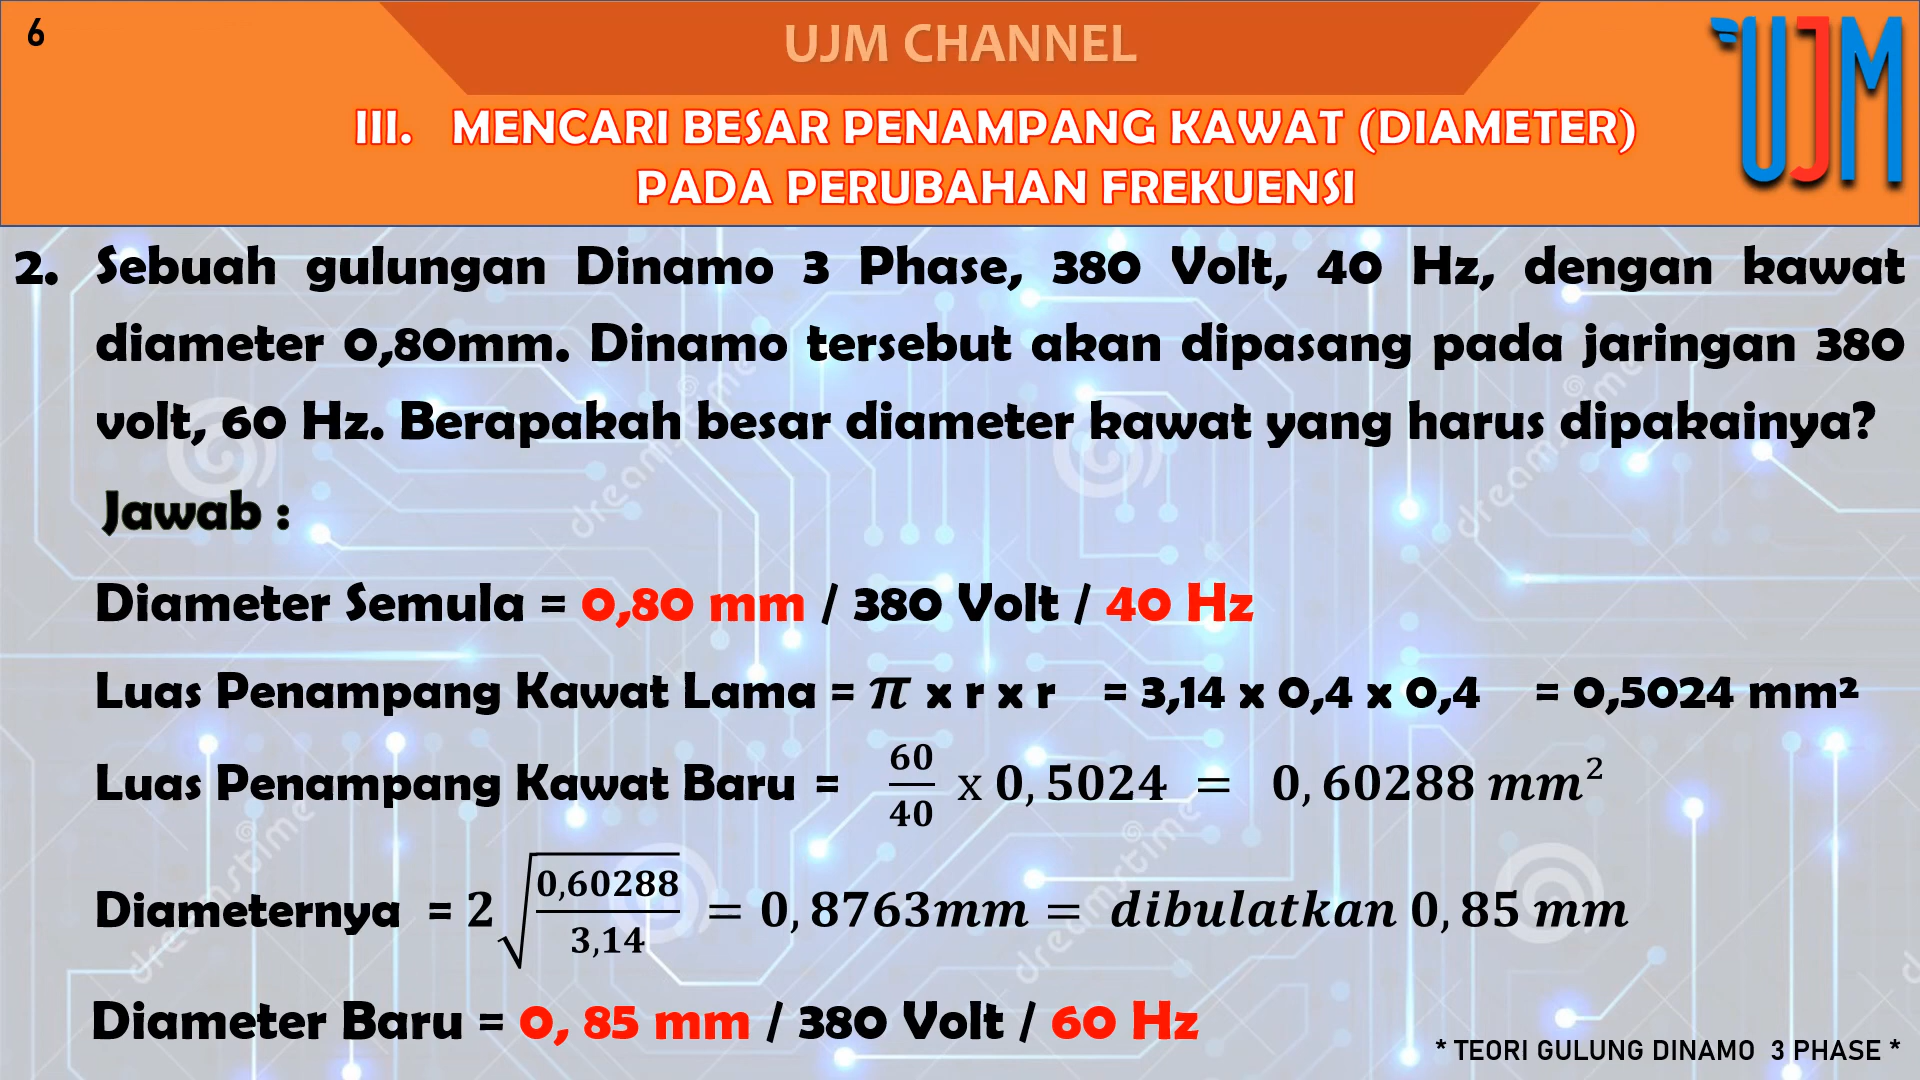 6
UJM CHANNEL
UJM
III. MENCARI BESAR PENAMPANG KAWAT (DIAMETER)
PADA PERUBAHAN FREKUENSI
2. Sebuah gulungan Dinamo 3 Phase, 380 Volt, 40 Hz, dengan kawat
diameter 0,80mm. Dinamo tersebut akan dipasang pada jaringan 380
volt, 60 Hz. Berapakah besar diameter kawat yang harus dipakainya?
Jawab :
Diameter Semula = 0,80 mm / 380 Volt / 40 Hz
Luas Penampang Kawat Lama = π x r x r = 3,14 x 0,4 x 0,4 = 0,5024 mm²
Luas Penampang Kawat Baru = 60/40 x 0,5024 = 0,60288 mm²
Diameternya = 2√(0,60288/3,14) = 0,8763mm = dibulatkan 0,85 mm
Diameter Baru = 0, 85 mm / 380 Volt / 60 Hz
* TEORI GULUNG DINAMO 3 PHASE *
dreamstime
dreamstime
dreamstime
dreamstime